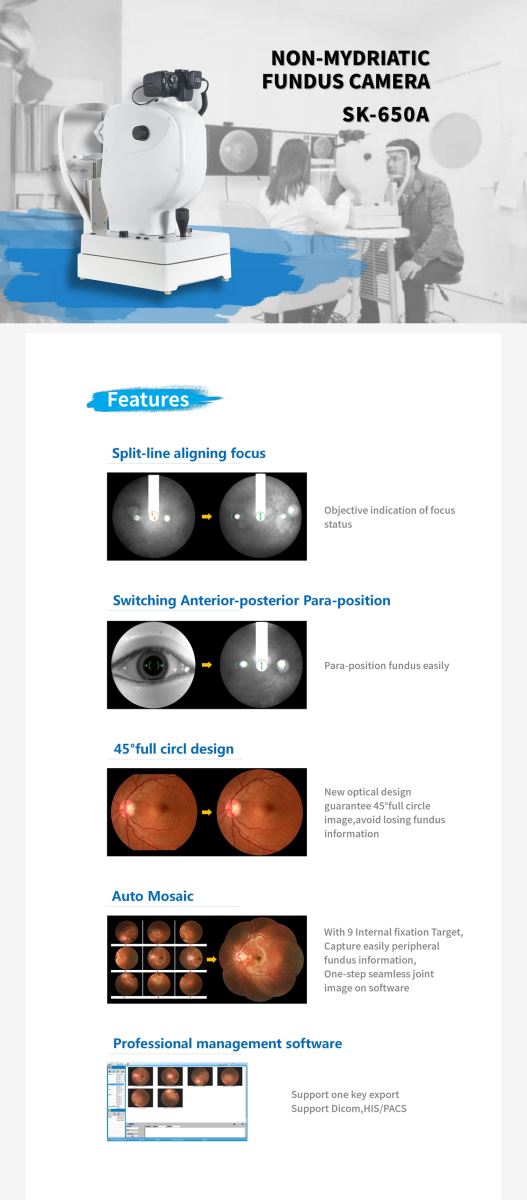 NON-MYDRIATIC
FUNDUS CAMERA
SK-650A
Features
Split-line aligning focus
Objective indication of focus
status
Switching Anterior-posterior Para-position
Para-position fundus easily
45°full circl design
New optical design
guarantee 45°full circle
image,avoid losing fundus
information
Auto Mosaic
With 9 Internal fixation Target,
Capture easily peripheral
fundus information,
One-step seamless joint
image on software
Professional management software
Support one key export
Support Dicom,HIS/PACS